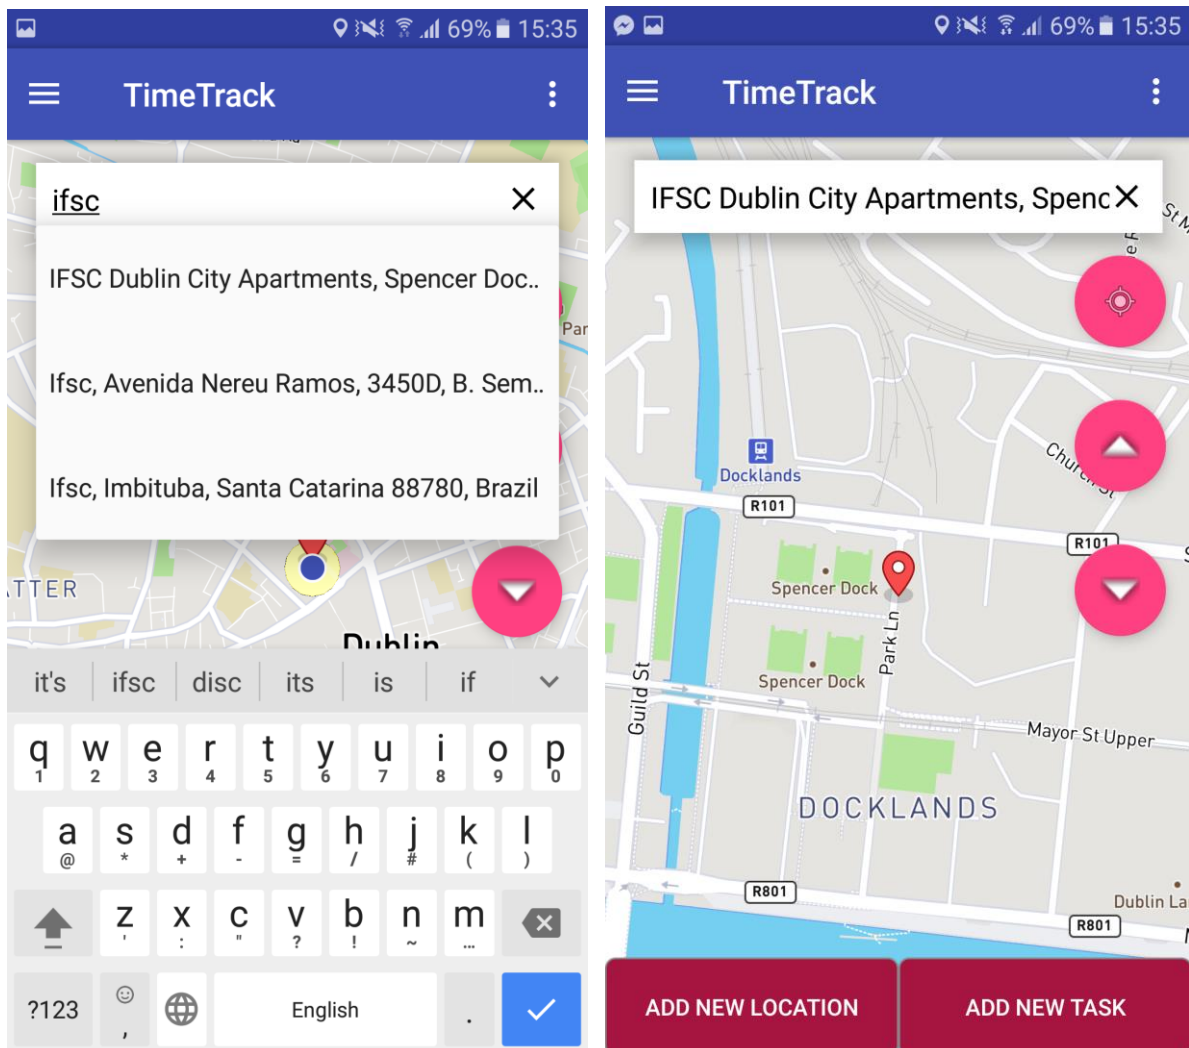 69% 15:35
TimeTrack
ifsc
IFSC Dublin City Apartments, Spencer Doc..
Ifsc, Avenida Nereu Ramos, 3450D, B. Sem..
Ifsc, Imbituba, Santa Catarina 88780, Brazil
Par
TTER
Dublin
it's ifsc disc its is if
q w e r t y u i o p
1 2 3 4 5 6 7 8 9 0
a s d f g h j k l
@ * + - = / # ( )
z x c v b n m
' : " ? ! ~ ...
?123 , English .
69% 15:35
TimeTrack
IFSC Dublin City Apartments, Spenc
St M
Docklands
R101
Church St
R101
Spencer Dock
Park Ln
Spencer Dock
Guild St
Mayor St Upper
DOCKLANDS
R801
Dublin La
R801
ADD NEW LOCATION ADD NEW TASK